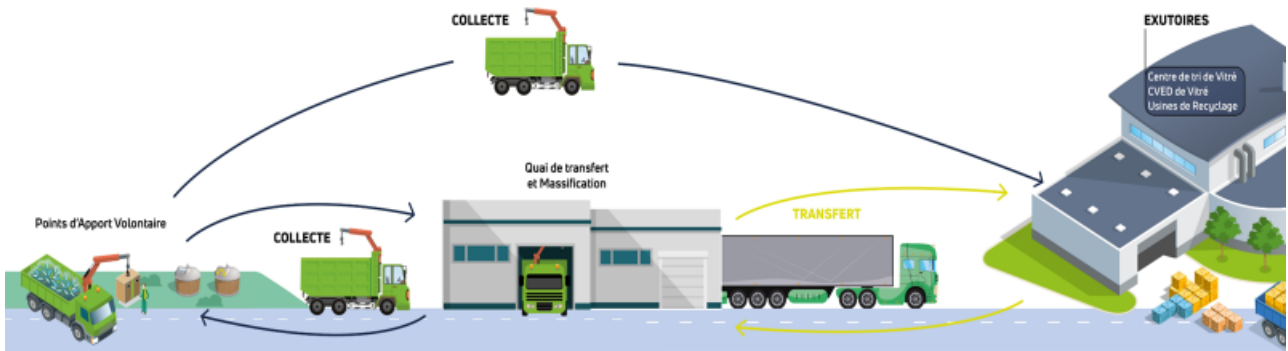 COLLECTE
EXUTOIRES
Centre de tri de Vitré
CVED de Vitré
Usines de Recyclage
Quai de transfert
et Massification
Points d'Apport Volontaire
COLLECTE
TRANSFERT